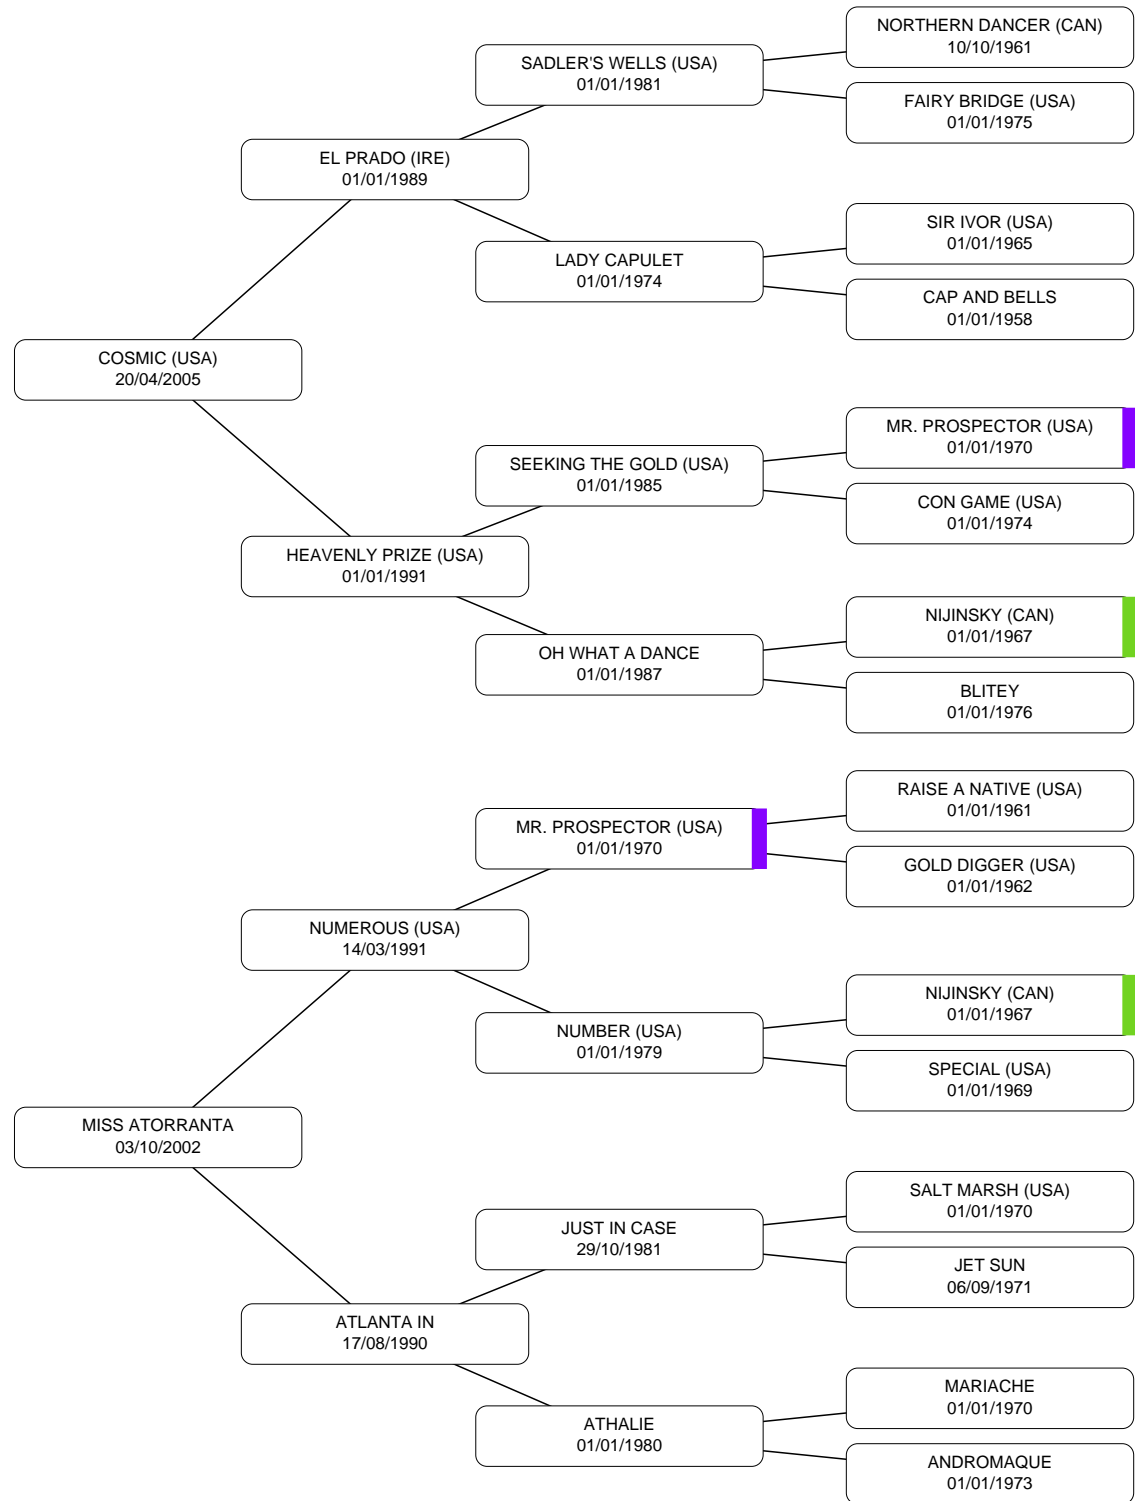 NORTHERN DANCER (CAN)
10/10/1961
SADLER'S WELLS (USA)
01/01/1981
FAIRY BRIDGE (USA)
01/01/1975
EL PRADO (IRE)
01/01/1989
SIR IVOR (USA)
01/01/1965
LADY CAPULET
01/01/1974
CAP AND BELLS
01/01/1958
COSMIC (USA)
20/04/2005
MR. PROSPECTOR (USA)
01/01/1970
SEEKING THE GOLD (USA)
01/01/1985
CON GAME (USA)
01/01/1974
HEAVENLY PRIZE (USA)
01/01/1991
NIJINSKY (CAN)
01/01/1967
OH WHAT A DANCE
01/01/1987
BLITEY
01/01/1976
RAISE A NATIVE (USA)
01/01/1961
MR. PROSPECTOR (USA)
01/01/1970
GOLD DIGGER (USA)
01/01/1962
NUMEROUS (USA)
14/03/1991
NIJINSKY (CAN)
01/01/1967
NUMBER (USA)
01/01/1979
SPECIAL (USA)
01/01/1969
MISS ATORRANTA
03/10/2002
SALT MARSH (USA)
01/01/1970
JUST IN CASE
29/10/1981
JET SUN
06/09/1971
ATLANTA IN
17/08/1990
MARIACHE
01/01/1970
ATHALIE
01/01/1980
ANDROMAQUE
01/01/1973